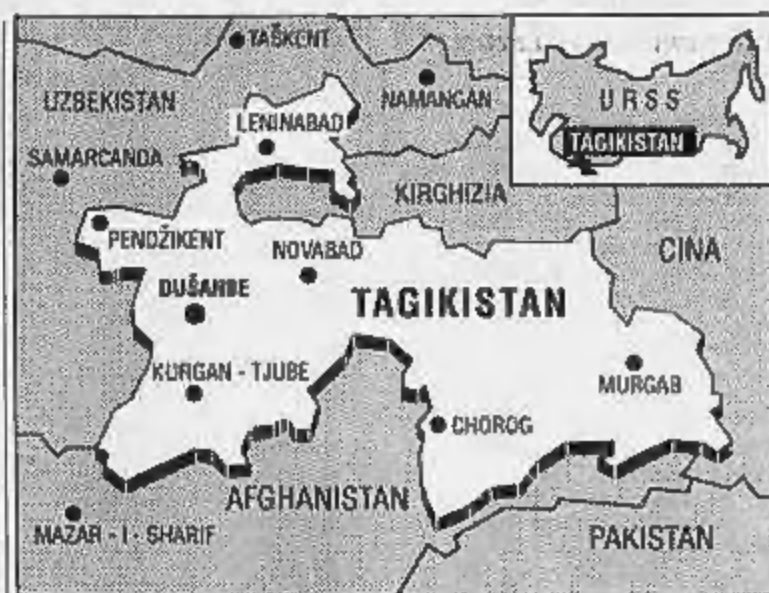 TAŠKENT
UZBEKISTAN
NAMANGAN
URSS
LENINABAD
TAGIKISTAN
SAMARCANDA
KIRGHIZIA
PENDŽIKENT
NOVABAD
CINA
DUŠANBE
TAGIKISTAN
KURGAN - TJUBE
MURGAB
CHOROG
AFGHANISTAN
MAZAR - I - SHARIF
PAKISTAN